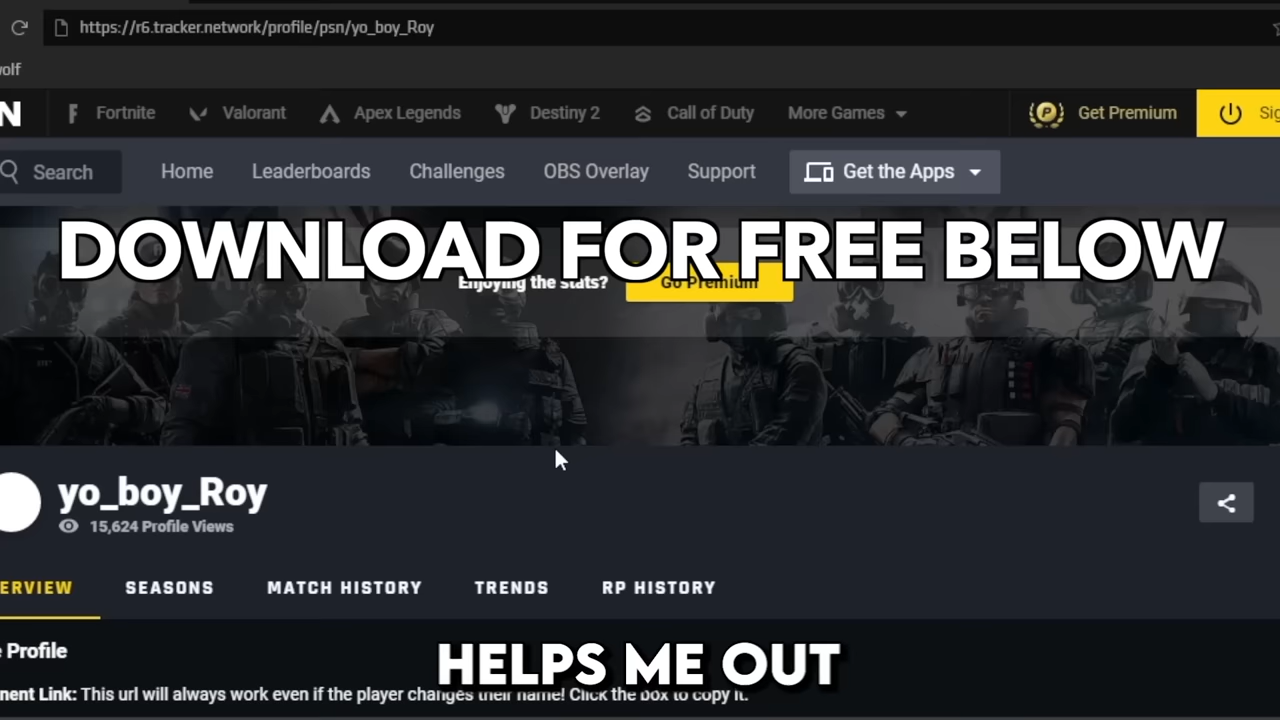 https://r6.tracker.network/profile/psn/yo_boy_Roy
wolf
N Fortnite Valorant Apex Legends Destiny 2 Call of Duty More Games Get Premium Sig
Search Home Leaderboards Challenges OBS Overlay Support Get the Apps
DOWNLOAD FOR FREE BELOW
Enjoying the stats? Go Premium
yo_boy_Roy
15,624 Profile Views
ERVIEW SEASONS MATCH HISTORY TRENDS RP HISTORY
e Profile
HELPS ME OUT
nent Link: This url will always work even if the player changes their name! Click the box to copy it.